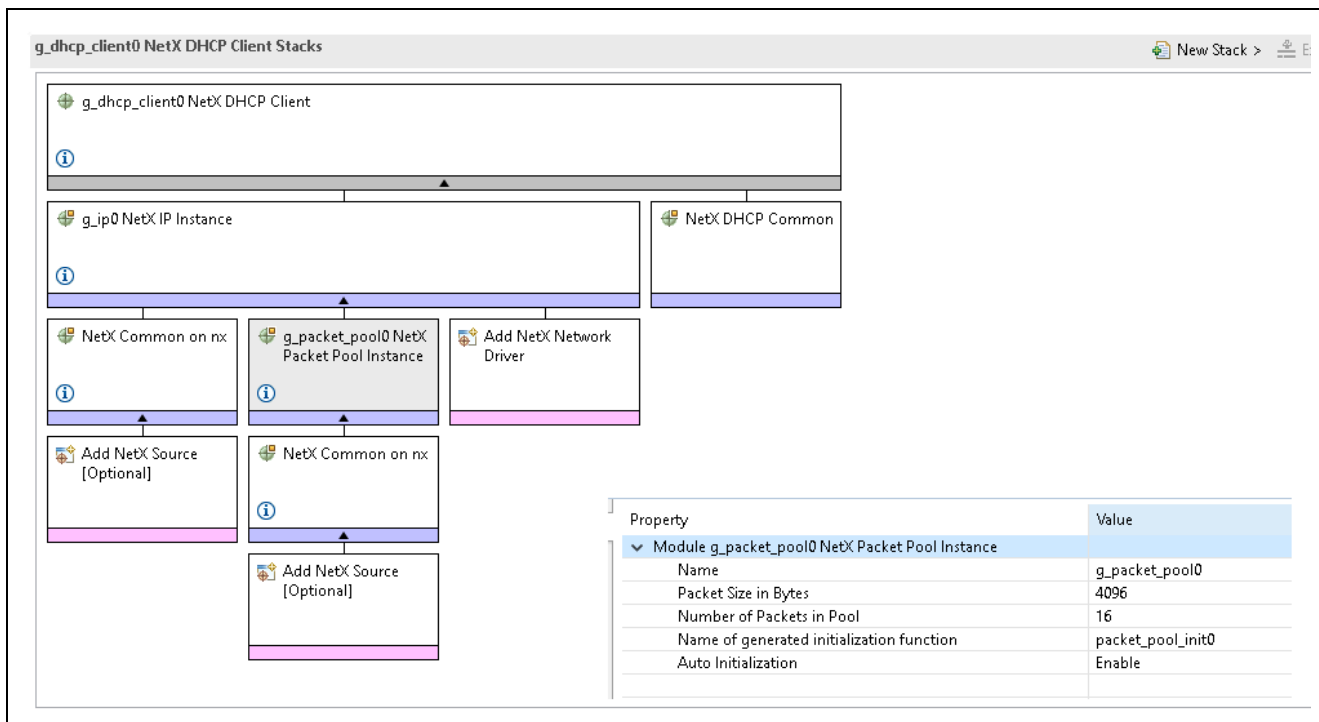 g_dhcp_client0 NetX DHCP Client Stacks
New Stack >
g_dhcp_client0 NetX DHCP Client
g_ip0 NetX IP Instance
NetX DHCP Common
NetX Common on nx
g_packet_pool0 NetX
Packet Pool Instance
Add NetX Network
Driver
Add NetX Source
[Optional]
NetX Common on nx
Add NetX Source
[Optional]
Property Value
Module g_packet_pool0 NetX Packet Pool Instance
Name g_packet_pool0
Packet Size in Bytes 4096
Number of Packets in Pool 16
Name of generated initialization function packet_pool_init0
Auto Initialization Enable